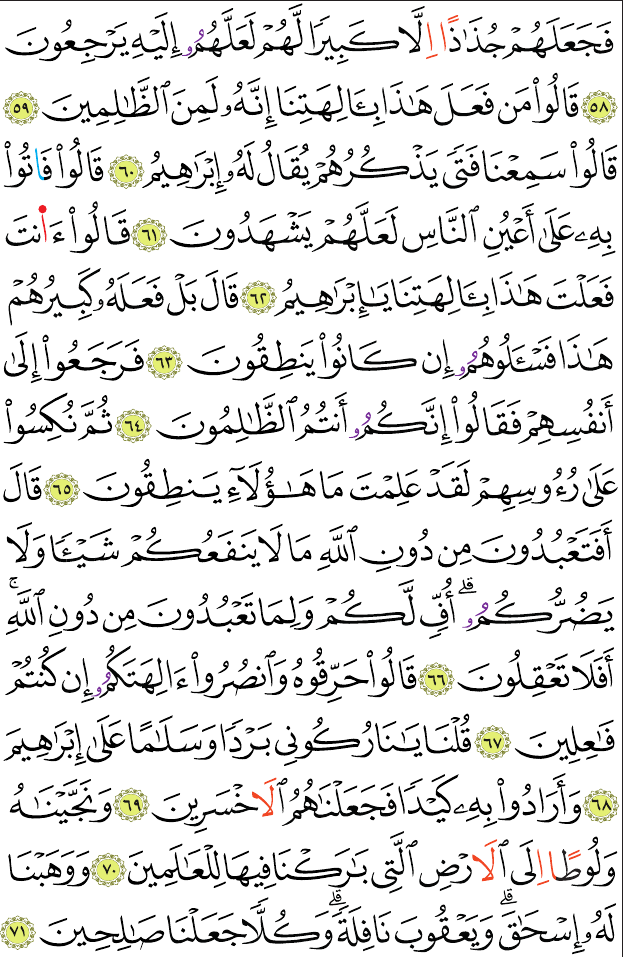 فَجَعَلَهُمْ جُذَٰذًا اِلَّا كَبِيرًا لَّهُمْ لَعَلَّهُمُۥٓ إِلَيْهِ يَرْجِعُونَ
٥٨ قَالُوا۟ مَن فَعَلَ هَٰذَا بِـَٔالِهَتِنَا إِنَّهُۥ لَمِنَ ٱلظَّٰلِمِينَ ٥٩
قَالُوا۟ سَمِعْنَا فَتًى يَذْكُرُهُمْ يُقَالُ لَهُۥٓ إِبْرَٰهِيمُ ٦٠ قَالُوا۟ فَاتُوا۟
بِهِۦ عَلَىٰٓ أَعْيُنِ ٱلنَّاسِ لَعَلَّهُمْ يَشْهَدُونَ ٦١ قَالُوٓا۟ ءَاٰنتَ
فَعَلْتَ هَٰذَا بِـَٔالِهَتِنَا يَٰٓإِبْرَٰهِيمُ ٦٢ قَالَ بَلْ فَعَلَهُۥ كَبِيرُهُمْ
هَٰذَا فَسْـَٔلُوهُمُۥٓ إِن كَانُوا۟ يَنطِقُونَ ٦٣ فَرَجَعُوٓا۟ إِلَىٰٓ
أَنفُسِهِمْ فَقَالُوٓا۟ إِنَّكُمُۥٓ أَنتُمُ ٱلظَّٰلِمُونَ ٦٤ ثُمَّ نُكِسُوا۟
عَلَىٰ رُءُوسِهِمْ لَقَدْ عَلِمْتَ مَا هَٰٓؤُلَآءِ يَنطِقُونَ ٦٥ قَالَ
أَفَتَعْبُدُونَ مِن دُونِ ٱللَّهِ مَا لَا يَنفَعُكُمْ شَيْـًٔا وَلَا
يَضُرُّكُمُۥٓ ۗ أُفٍّ لَّكُمْ وَلِمَا تَعْبُدُونَ مِن دُونِ ٱللَّهِ ۚ
أَفَلَا تَعْقِلُونَ ٦٦ قَالُوا۟ حَرِّقُوهُ وَٱنصُرُوٓا۟ ءَالِهَتَكُمُۥٓ إِن كُنتُمْ
فَٰعِلِينَ ٦٧ قُلْنَا يَٰنَارُ كُونِى بَرْدًا وَسَلَٰمًا عَلَىٰٓ إِبْرَٰهِيمَ
٦٨ وَأَرَادُوا۟ بِهِۦ كَيْدًا فَجَعَلْنَٰهُمُ ٱلَاخْسَرِينَ ٦٩ وَنَجَّيْنَٰهُ
وَلُوطًا اِلَى ٱلَارْضِ ٱلَّتِى بَٰرَكْنَا فِيهَا لِلْعَٰلَمِينَ ٧٠ وَوَهَبْنَا
لَهُۥٓ إِسْحَٰقَ ۗ وَيَعْقُوبَ نَافِلَةً ۗ وَكُلًّا جَعَلْنَا صَٰلِحِينَ ٧١